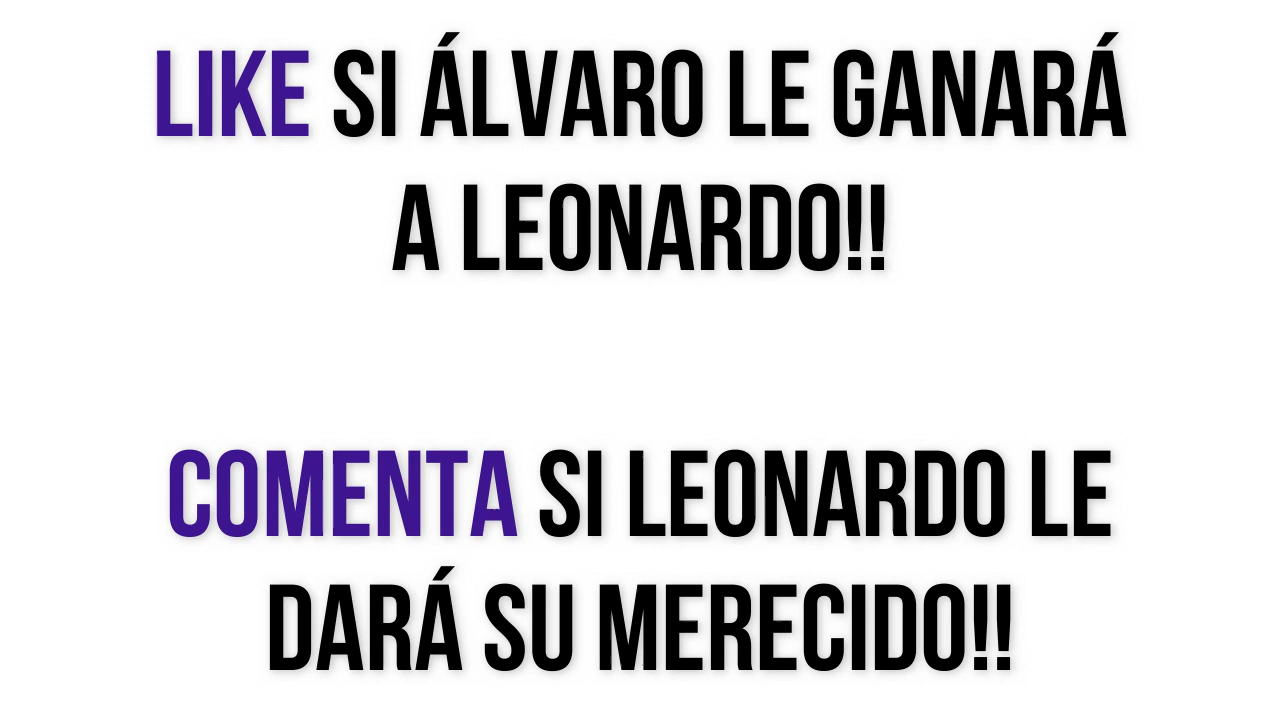 LIKE SI ÁLVARO LE GANARÁ
A LEONARDO!!
COMENTA SI LEONARDO LE
DARÁ SU MERECIDO!!